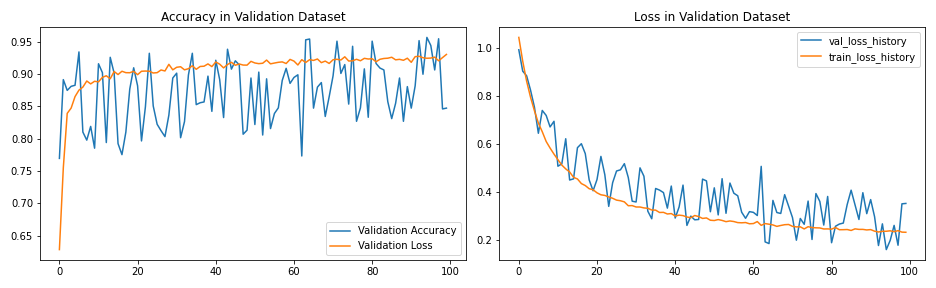 Accuracy in Validation Dataset
0.95
0.90
0.85
0.80
0.75
0.70
0.65
0 20 40 60 80 100
Validation Accuracy
Validation Loss
Loss in Validation Dataset
1.0
0.8
0.6
0.4
0.2
0 20 40 60 80 100
val_loss_history
train_loss_history